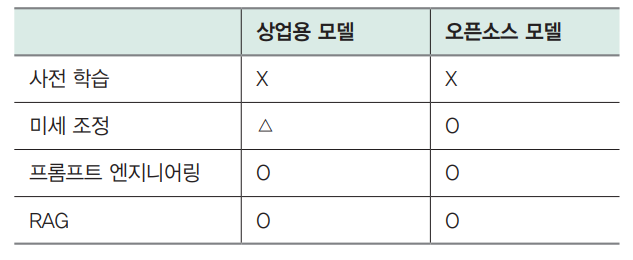 상업용 모델 오픈소스 모델
사전 학습 X X
미세 조정 △ O
프롬프트 엔지니어링 O O
RAG O O